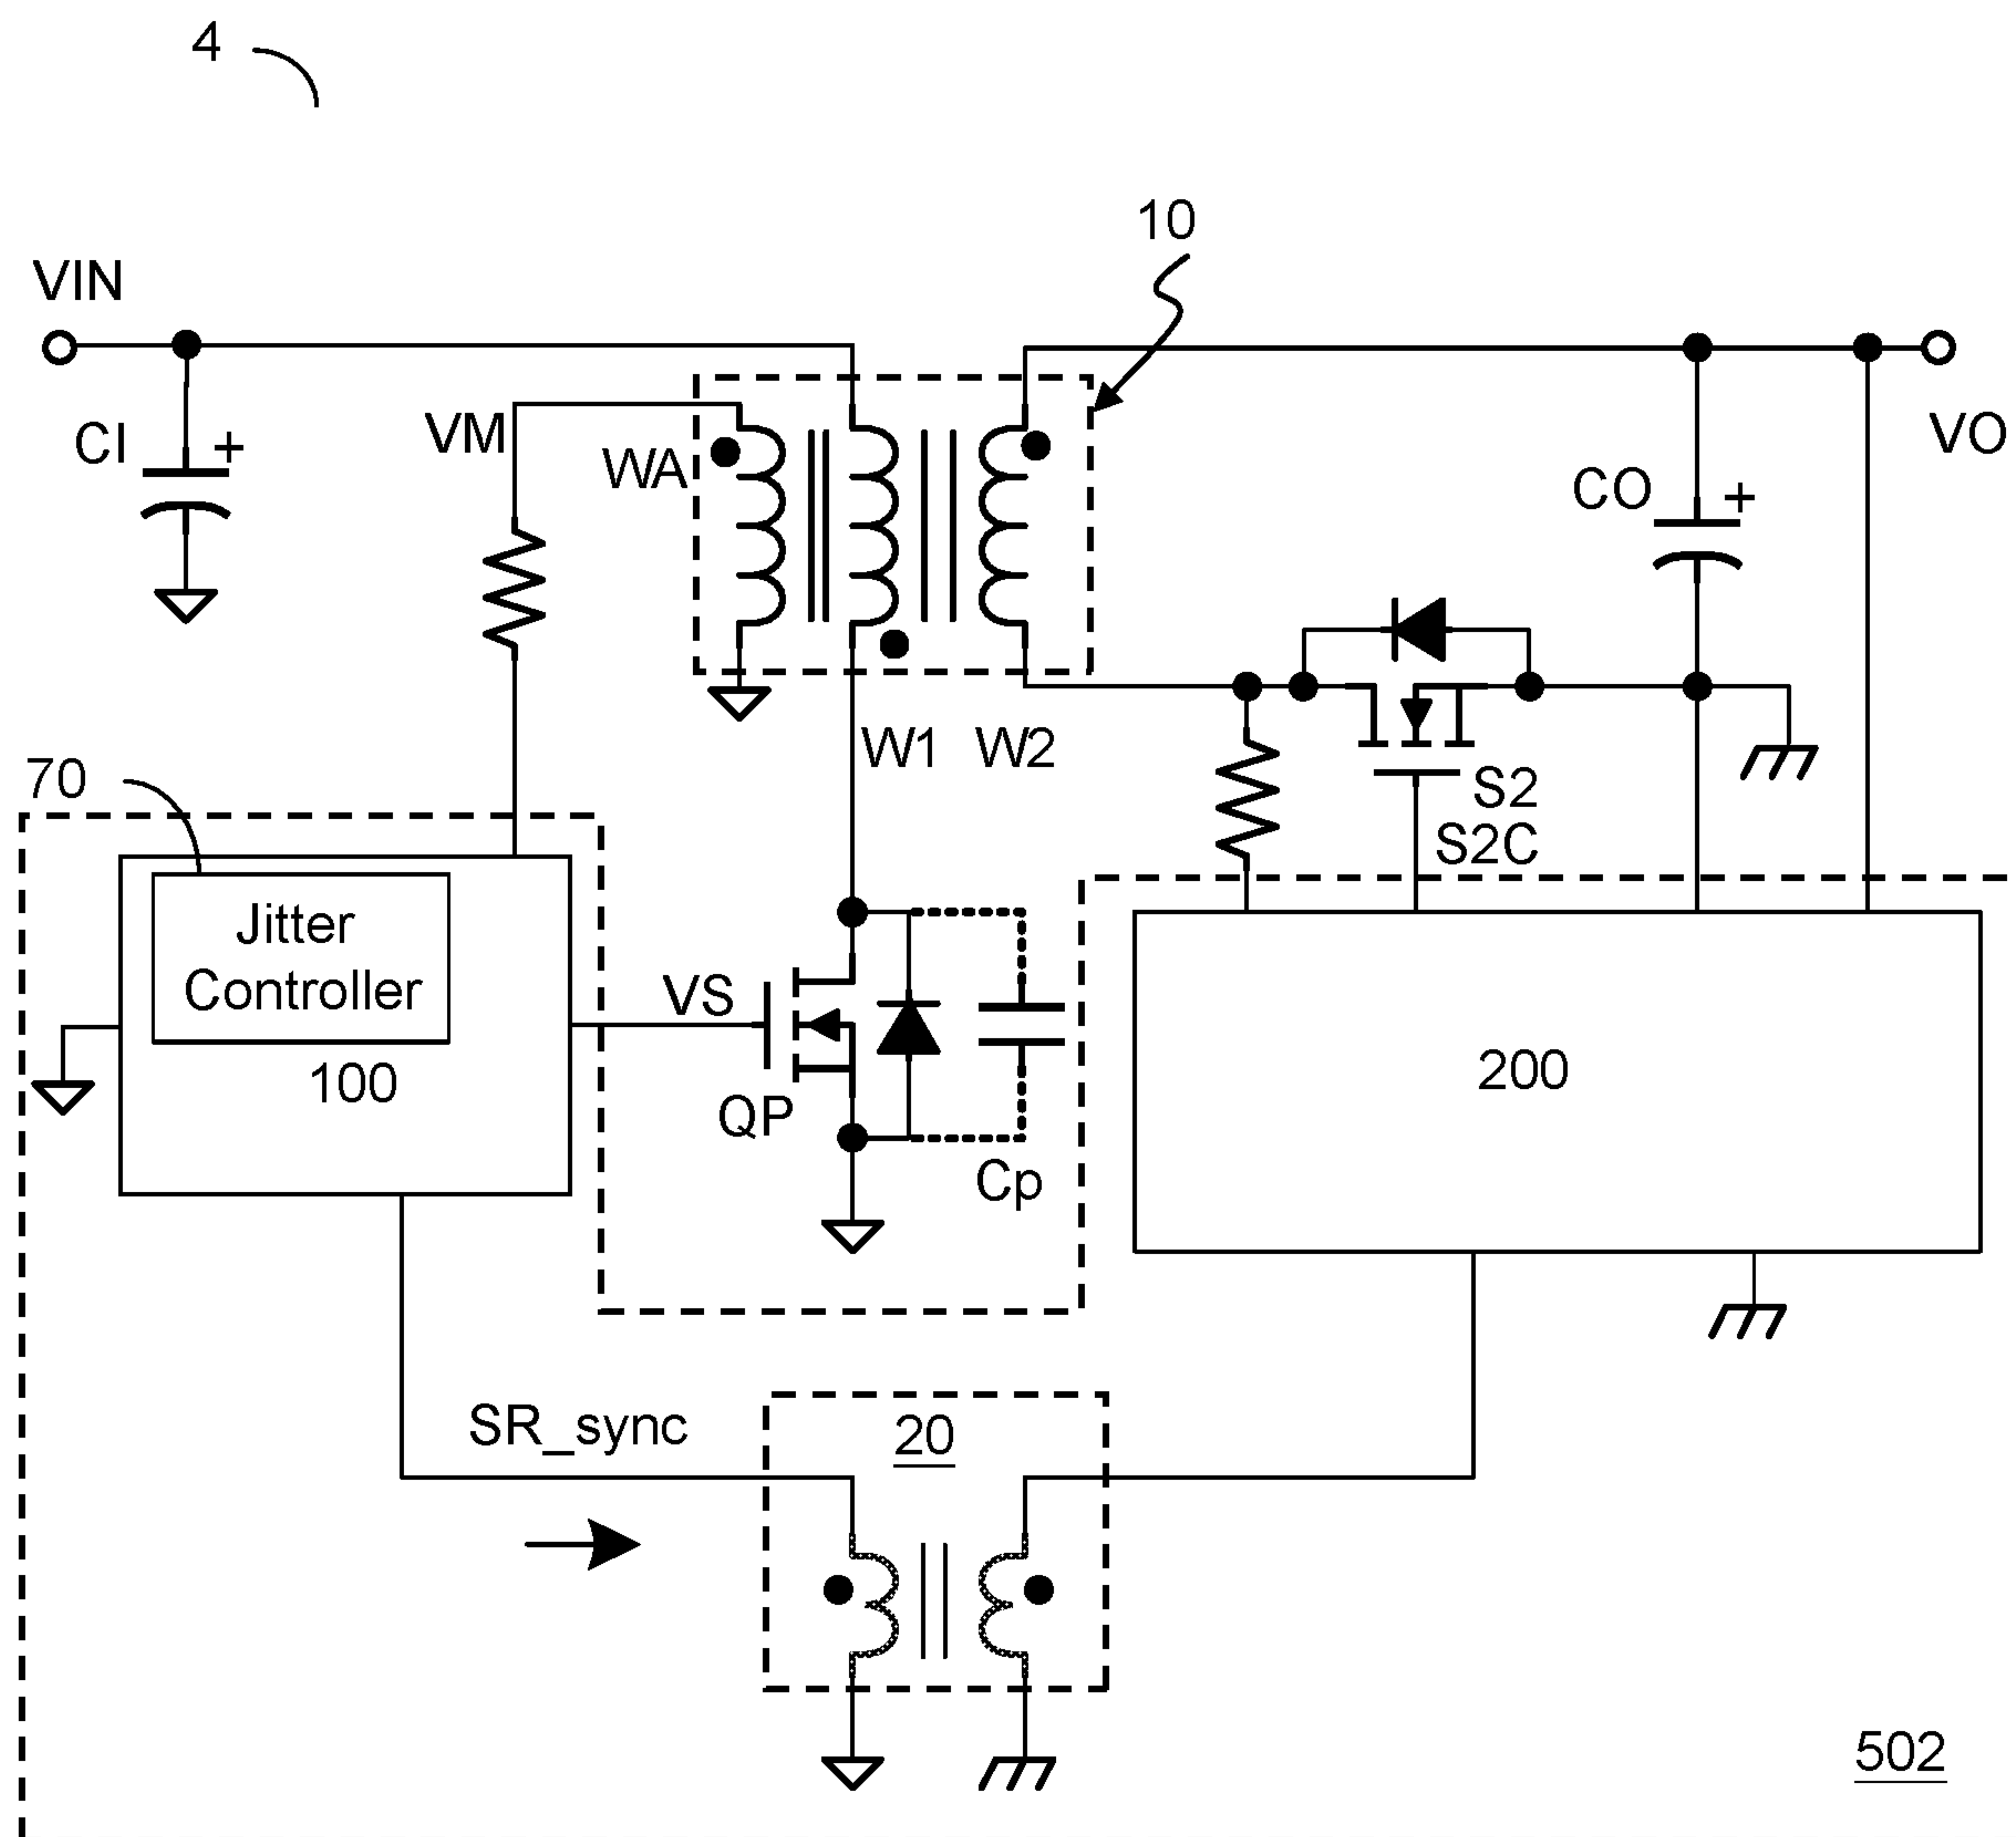 4
10
VIN
CI
+
VM
WA
VO
CO
+
W1
W2
S2
S2C
70
Jitter
Controller
100
VS
QP
Cp
200
SR_sync
20
502